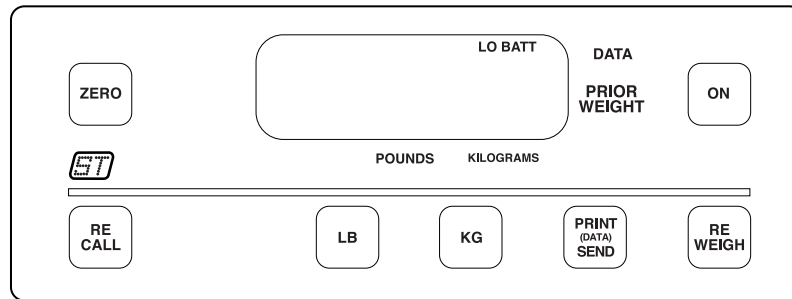 LO BATT
DATA
ZERO
PRIOR
WEIGHT
ON
ST
POUNDS KILOGRAMS
RE
CALL
LB
KG
PRINT
(DATA)
SEND
RE
WEIGH